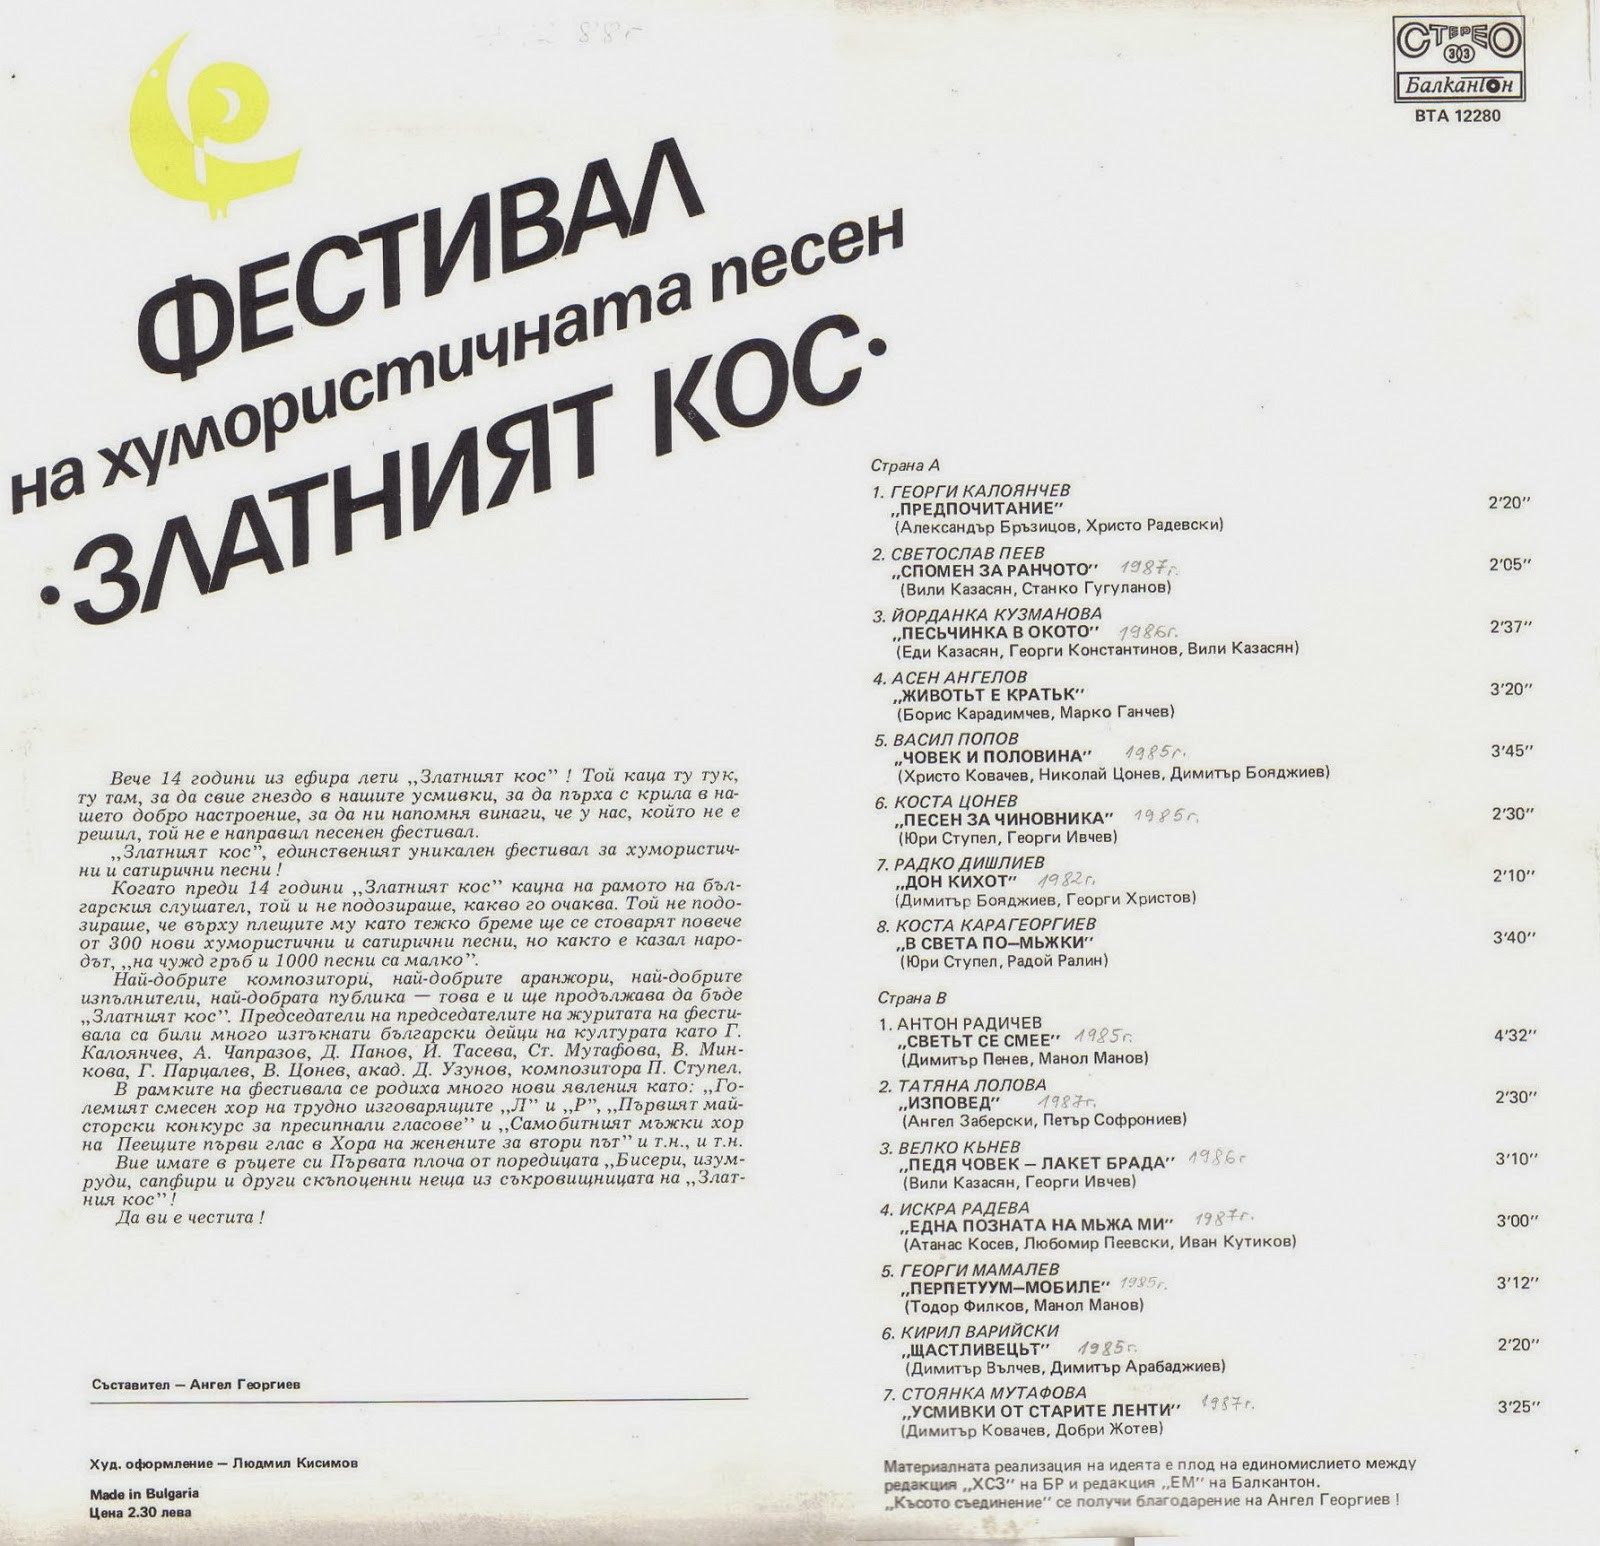 СТЕРЕО
33
Балкантон
ВТА 12280
ФЕСТИВАЛ
на хумористичната песен
·ЗЛАТНИЯТ КОС·
Вече 14 години из ефира лети „Златният кос” ! Той каца ту тук,
ту там, за да свие гнездо в нашите усмивки, за да пърха с крила в на-
шето добро настроение, за да ни напомня винаги, че у нас, който не е
решил, той не е направил песенен фестивал.
„Златният кос”, единственият уникален фестивал за хумористич-
ни и сатирични песни !
Когато преди 14 години „Златният кос” кацна на рамото на бъл-
гарския слушател, той и не подозираше, какво го очаква. Той не подо-
зираше, че върху плещите му като тежко бреме ще се стоварят повече
от 300 нови хумористични и сатирични песни, но както е казал наро-
дът, „на чужд гръб и 1000 песни са малко”.
Най-добрите композитори, най-добрите аранжори, най-добрите
изпълнители, най-добрата публика — това е и ще продължава да бъде
„Златният кос”. Председатели на председателите на журитата на фести-
вала са били много изтъкнати български дейци на културата като Г.
Калоянчев, А. Чапразов, Д. Панов, Й. Тасева, Ст. Мутафова, В. Мин-
кова, Г. Парцалев, В. Цонев, акад. Д. Узунов, композитора П. Ступел.
В рамките на фестивала се родиха много нови явления като: „Го-
лемият смесен хор на трудно изговарящите „Л” и „Р”, „Първият май-
сторски конкурс за пресипнали гласове” и „Самобитният мъжки хор
на Пеещите първи глас в Хора на женените за втори път” и т.н., и т.н.
Вие имате в ръцете си Първата плоча от поредицата „Бисери, изум-
руди, сапфири и други скъпоценни неща из съкровищницата на „Злат-
ния кос” !
Да ви е честита !
Съставител — Ангел Георгиев
Худ. оформление — Людмил Кисимов
Made in Bulgaria
Цена 2.30 лева
Страна А
1. ГЕОРГИ КАЛОЯНЧЕВ
„ПРЕДПОЧИТАНИЕ” 2'20''
(Александър Бръзицов, Христо Радевски)
2. СВЕТОСЛАВ ПЕЕВ
„СПОМЕН ЗА РАНЧОТО” 1987г. 2'05''
(Вили Казасян, Станко Гугуланов)
3. ЙОРДАНКА КУЗМАНОВА
„ПЕСЬЧИНКА В ОКОТО” 1986г. 2'37''
(Еди Казасян, Георги Константинов, Вили Казасян)
4. АСЕН АНГЕЛОВ
„ЖИВОТЪТ Е КРАТЪК” 3'20''
(Борис Карадимчев, Марко Ганчев)
5. ВАСИЛ ПОПОВ
„ЧОВЕК И ПОЛОВИНА” 1985г. 3'45''
(Христо Ковачев, Николай Цонев, Димитър Бояджиев)
6. КОСТА ЦОНЕВ
„ПЕСЕН ЗА ЧИНОВНИКА” 1985г. 2'30''
(Юри Ступел, Георги Ивчев)
7. РАДКО ДИШЛИЕВ
„ДОН КИХОТ” 1982г. 2'10''
(Димитър Бояджиев, Георги Христов)
8. КОСТА КАРАГЕОРГИЕВ
„В СВЕТА ПО—МЪЖКИ” 3'40''
(Юри Ступел, Радой Ралин)
Страна В
1. АНТОН РАДИЧЕВ
„СВЕТЪТ СЕ СМЕЕ” 1985г. 4'32''
(Димитър Пенев, Манол Манов)
2. ТАТЯНА ЛОЛОВА
„ИЗПОВЕД” 1987г. 2'30''
(Ангел Заберски, Петър Софрониев)
3. ВЕЛКО КЪНЕВ
„ПЕДЯ ЧОВЕК — ЛАКЕТ БРАДА” 1986г 3'10''
(Вили Казасян, Георги Ивчев)
4. ИСКРА РАДЕВА
„ЕДНА ПОЗНАТА НА МЪЖА МИ” 1987г. 3'00''
(Атанас Косев, Любомир Пеевски, Иван Кутиков)
5. ГЕОРГИ МАМАЛЕВ
„ПЕРПЕТУУМ—МОБИЛЕ” 1985г. 3'12''
(Тодор Филков, Манол Манов)
6. КИРИЛ ВАРИЙСКИ
„ЩАСТЛИВЕЦЪТ” 1985г. 2'20''
(Димитър Вълчев, Димитър Арабаджиев)
7. СТОЯНКА МУТАФОВА
„УСМИВКИ ОТ СТАРИТЕ ЛЕНТИ” 1987г. 3'25''
(Димитър Ковачев, Добри Жотев)
Материалната реализация на идеята е плод на единомислието между
редакция „ХСЗ” на БР и редакция „ЕМ” на Балкантон.
„Късото съединение” се получи благодарение на Ангел Георгиев !